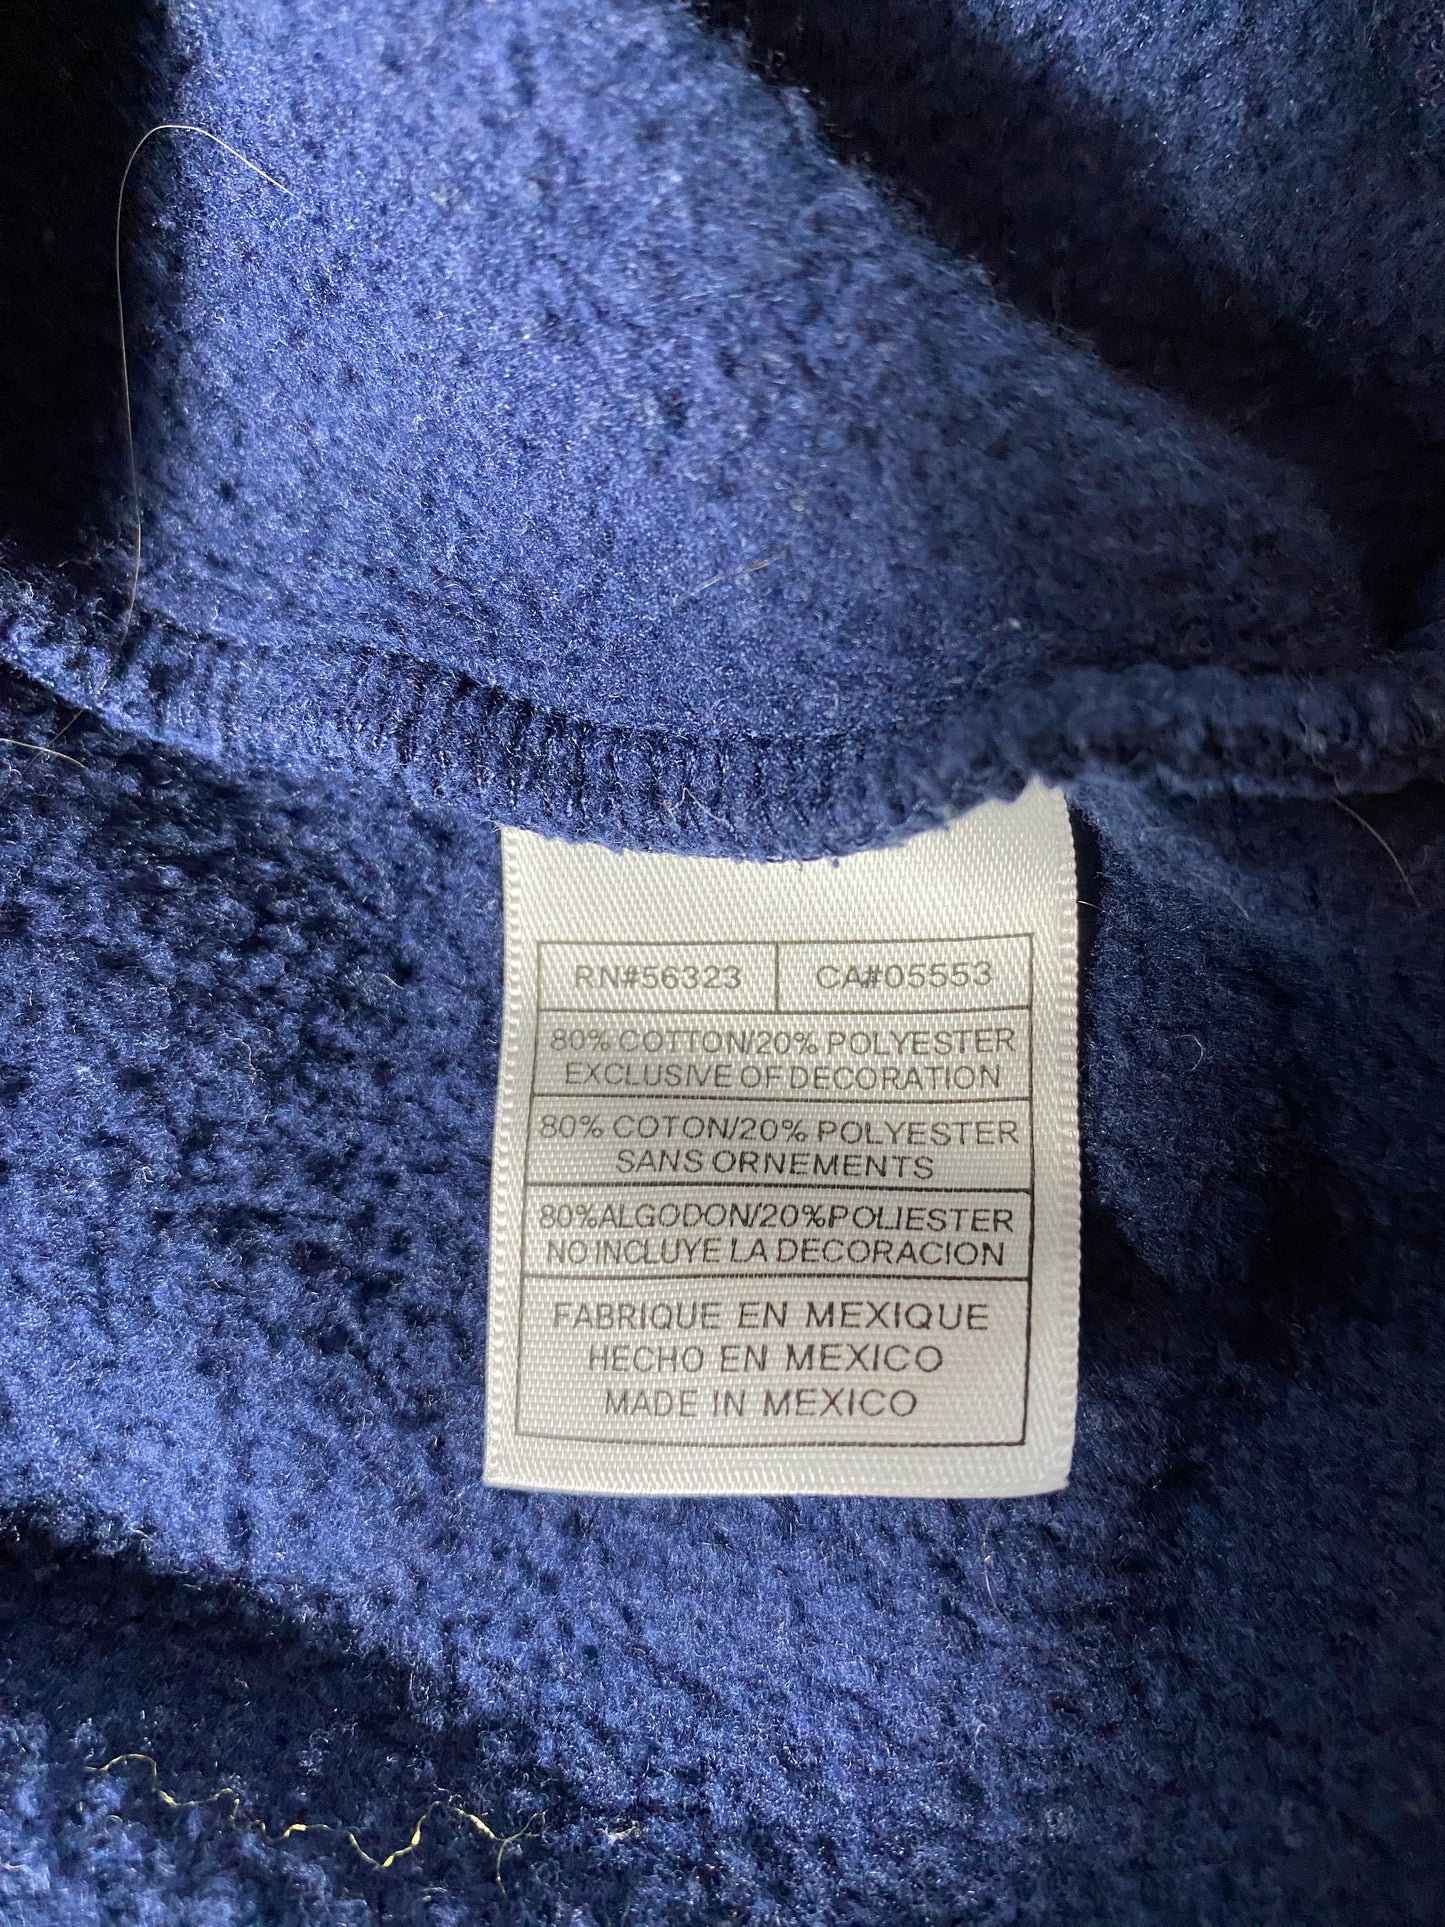 RN#56323 CA#05553
80% COTTON/20% POLYESTER
EXCLUSIVE OF DECORATION
80% COTON/20% POLYESTER
SANS ORNEMENTS
80%ALGODON/20%POLIESTER
NO INCLUYE LA DECORACION
FABRIQUE EN MEXIQUE
HECHO EN MEXICO
MADE IN MEXICO